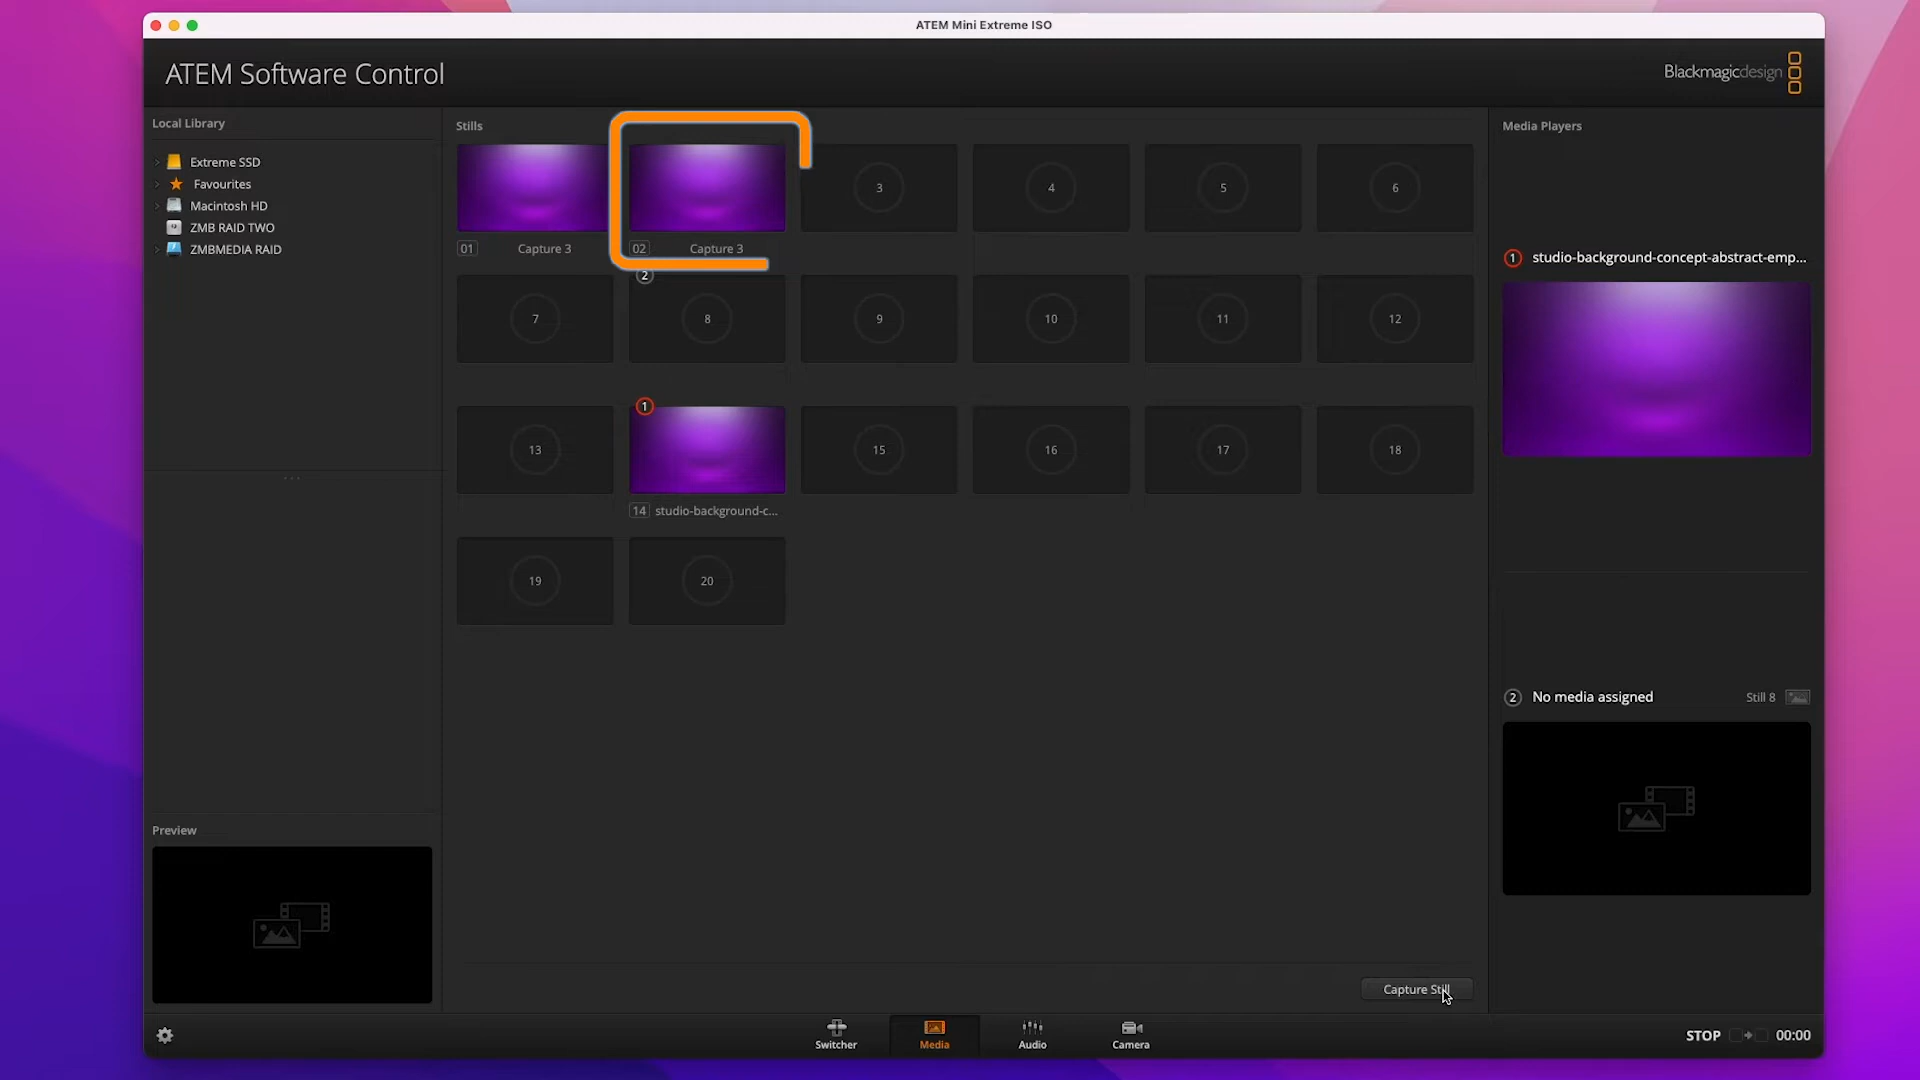 ATEM Mini Extreme ISO
ATEM Software Control
Blackmagicdesign
Local Library
Extreme SSD
Favourites
Macintosh HD
ZMB RAID TWO
ZMBMEDIA RAID
Stills
01 Capture 3
02 Capture 3
3
4
5
6
7
2
8
9
10
11
12
13
1
14 studio-background-c...
15
16
17
18
19
20
Capture Still
Media Players
1 studio-background-concept-abstract-emp...
2 No media assigned Still 8
Preview
Switcher
Media
Audio
Camera
STOP 00:00